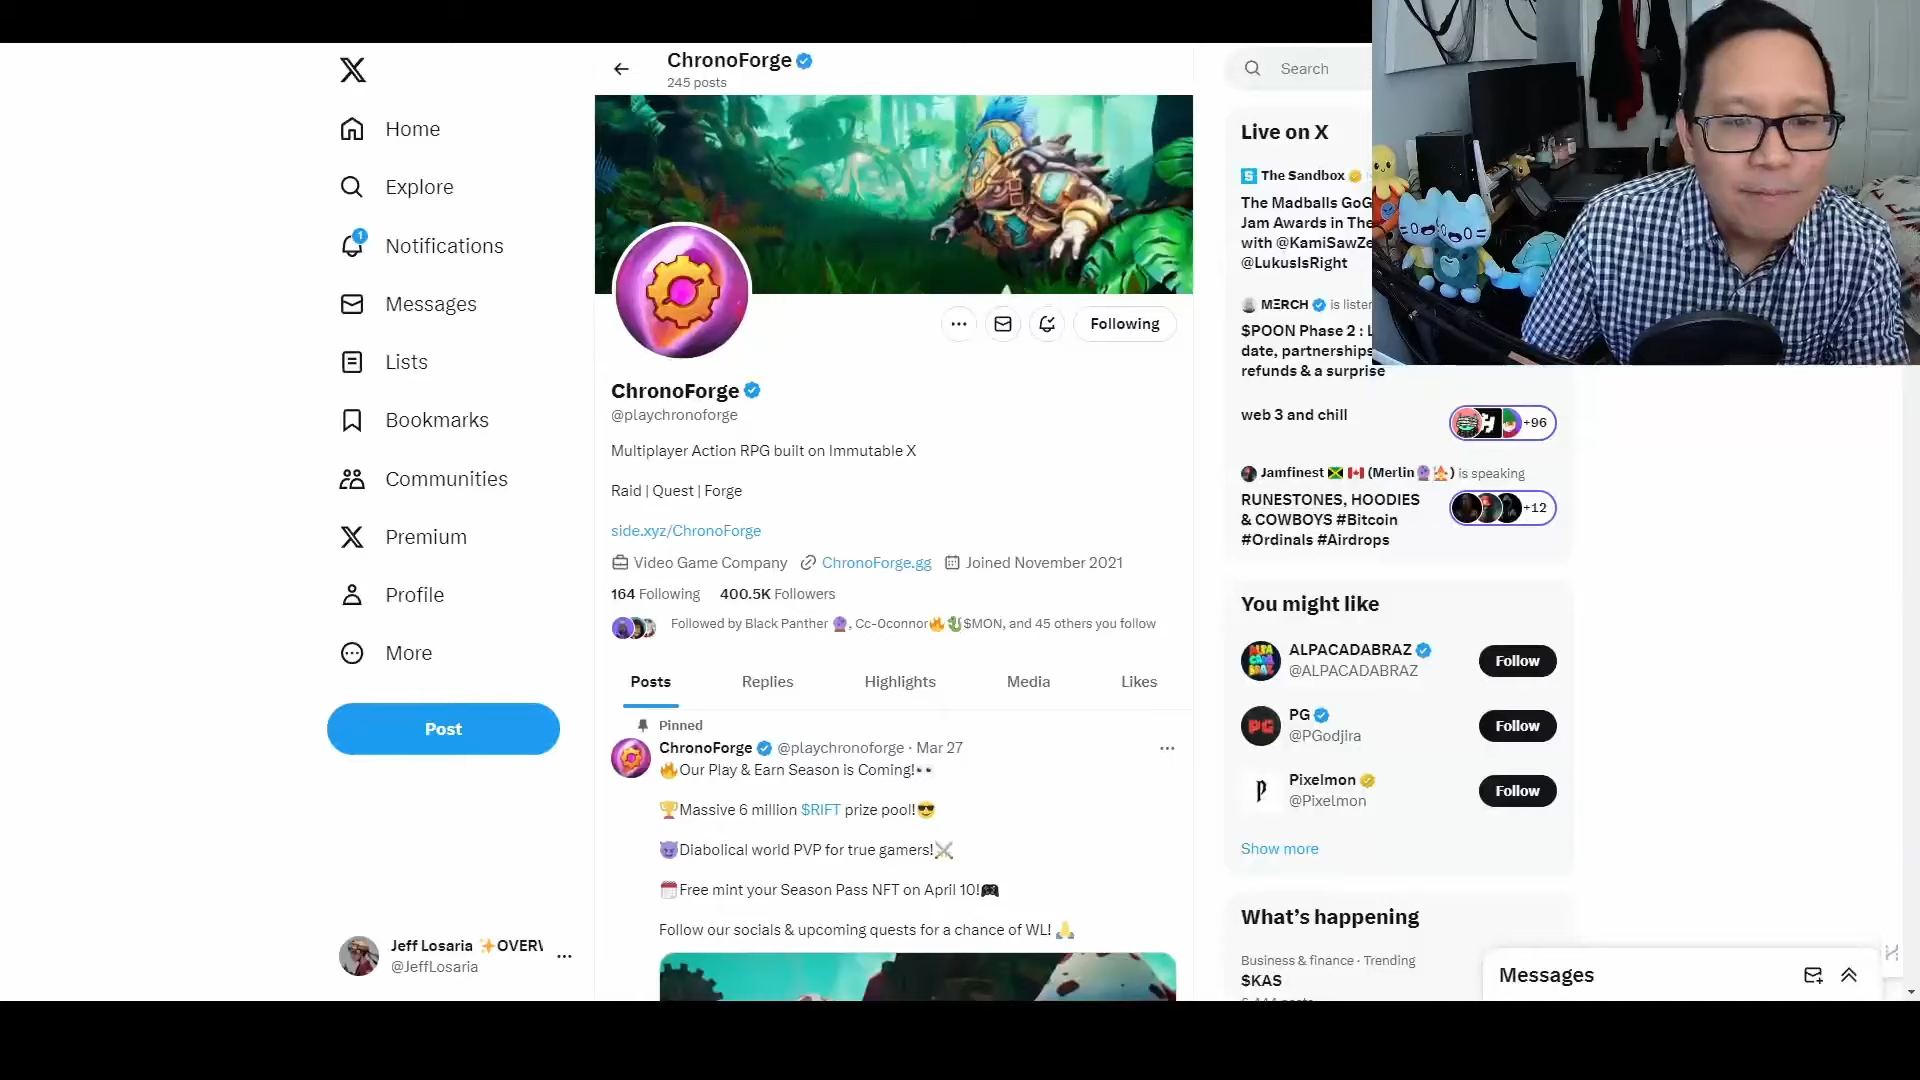 ChronoForge
245 posts
Home
Explore
1
Notifications
Messages
Lists
Bookmarks
Communities
Premium
Profile
More
Post
Jeff Losaria ✨OVER
@JeffLosaria
Following
ChronoForge
@playchronoforge
Multiplayer Action RPG built on Immutable X
Raid | Quest | Forge
side.xyz/ChronoForge
Video Game Company ChronoForge.gg Joined November 2021
164 Following 400.5K Followers
Followed by Black Panther 🔮, Cc-0connor🔥🐉$MON, and 45 others you follow
Posts Replies Highlights Media Likes
Pinned
ChronoForge @playchronoforge · Mar 27
🔥Our Play & Earn Season is Coming!👀
🏆Massive 6 million $RIFT prize pool!😎
😈Diabolical world PVP for true gamers!⚔️
📅Free mint your Season Pass NFT on April 10!🎮
Follow our socials & upcoming quests for a chance of WL! 🙏
Search
Live on X
The Sandbox
The Madballs GoG
Jam Awards in The
with @KamiSawZe
@LukusIsRight
MΞRCH is listen
$POON Phase 2 : L
date, partnerships
refunds & a surprise
web 3 and chill
+96
Jamfinest 🇯🇲 🇨🇦 (Merlin🔮🧙) is speaking
RUNESTONES, HOODIES
& COWBOYS #Bitcoin
#Ordinals #Airdrops
+12
You might like
ALPACADABRAZ
@ALPACADABRAZ
Follow
PG
@PGodjira
Follow
Pixelmon
@Pixelmon
Follow
Show more
What's happening
Business & finance · Trending
$KAS
Messages